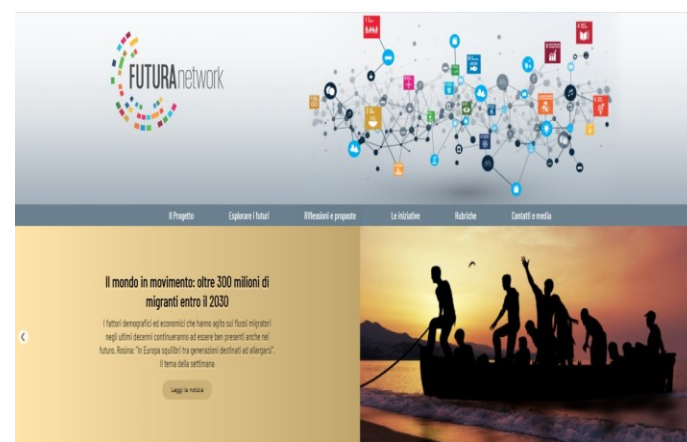 FUTURAnetwork
Il Progetto Esplorare i futuri Riflessioni e proposte Le iniziative Rubriche Contatti e media
Il mondo in movimento: oltre 300 milioni di
migranti entro il 2030
I fattori demografici ed economici che hanno agito sui flussi migratori
negli ultimi decenni continueranno ad essere ben presenti anche nel
futuro. Rosina: "In Europa squilibri tra generazioni destinati ad allargarsi".
Il tema della settimana
Leggi la notizia